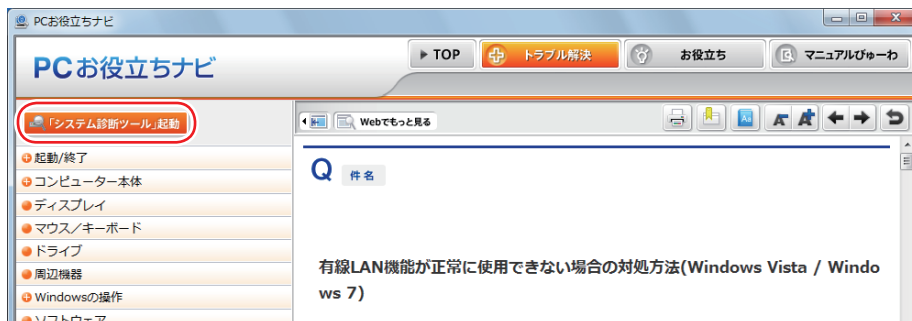 PCお役立ちナビ
PCお役立ちナビ
TOP
トラブル解決
お役立ち
マニュアルびゅーわ
「システム診断ツール」起動
Webでもっと見る
起動/終了
コンピューター本体
ディスプレイ
マウス／キーボード
ドライブ
周辺機器
Windowsの操作
ソフトウェア
Q 件名
有線LAN機能が正常に使用できない場合の対処方法(Windows Vista / Windo
ws 7)